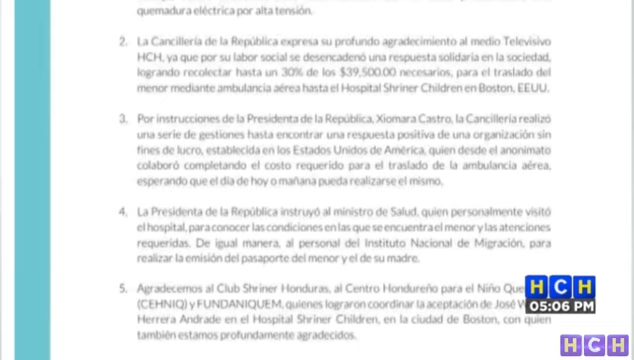 quemadura eléctrica por alta tensión.
2. La Cancillería de la República expresa su profundo agradecimiento al medio Televisivo
HCH, ya que por su labor social se desencadenó una respuesta solidaria en la sociedad,
logrando recolectar hasta un 30% de los $39,500.00 necesarios, para el traslado del
menor mediante ambulancia aérea hasta el Hospital Shriner Children en Boston, EEUU.
3. Por instrucciones de la Presidenta de la República, Xiomara Castro, la Cancillería realizó
una serie de gestiones hasta encontrar una respuesta positiva de una organización sin
fines de lucro, establecida en los Estados Unidos de América, quien desde el anonimato
colaboró completando el costo requerido para el traslado de la ambulancia aérea,
esperando que el día de hoy o mañana pueda realizarse el mismo.
4. La Presidenta de la República instruyó al ministro de Salud, quien personalmente visitó
el hospital, para conocer las condiciones en las que se encuentra el menor y las atenciones
requeridas. De igual manera, al personal del Instituto Nacional de Migración, para
realizar la emisión del pasaporte del menor y el de su madre.
5. Agradecemos al Club Shriner Honduras, al Centro Hondureño para el Niño
(CEHNIQ) y FUNDANIQUEM, quienes lograron coordinar la aceptación de José
Herrera Andrade en el Hospital Shriner Children, en la ciudad de Boston, con quien
también estamos profundamente agradecidos.
HCH
05:06 PM
HCH